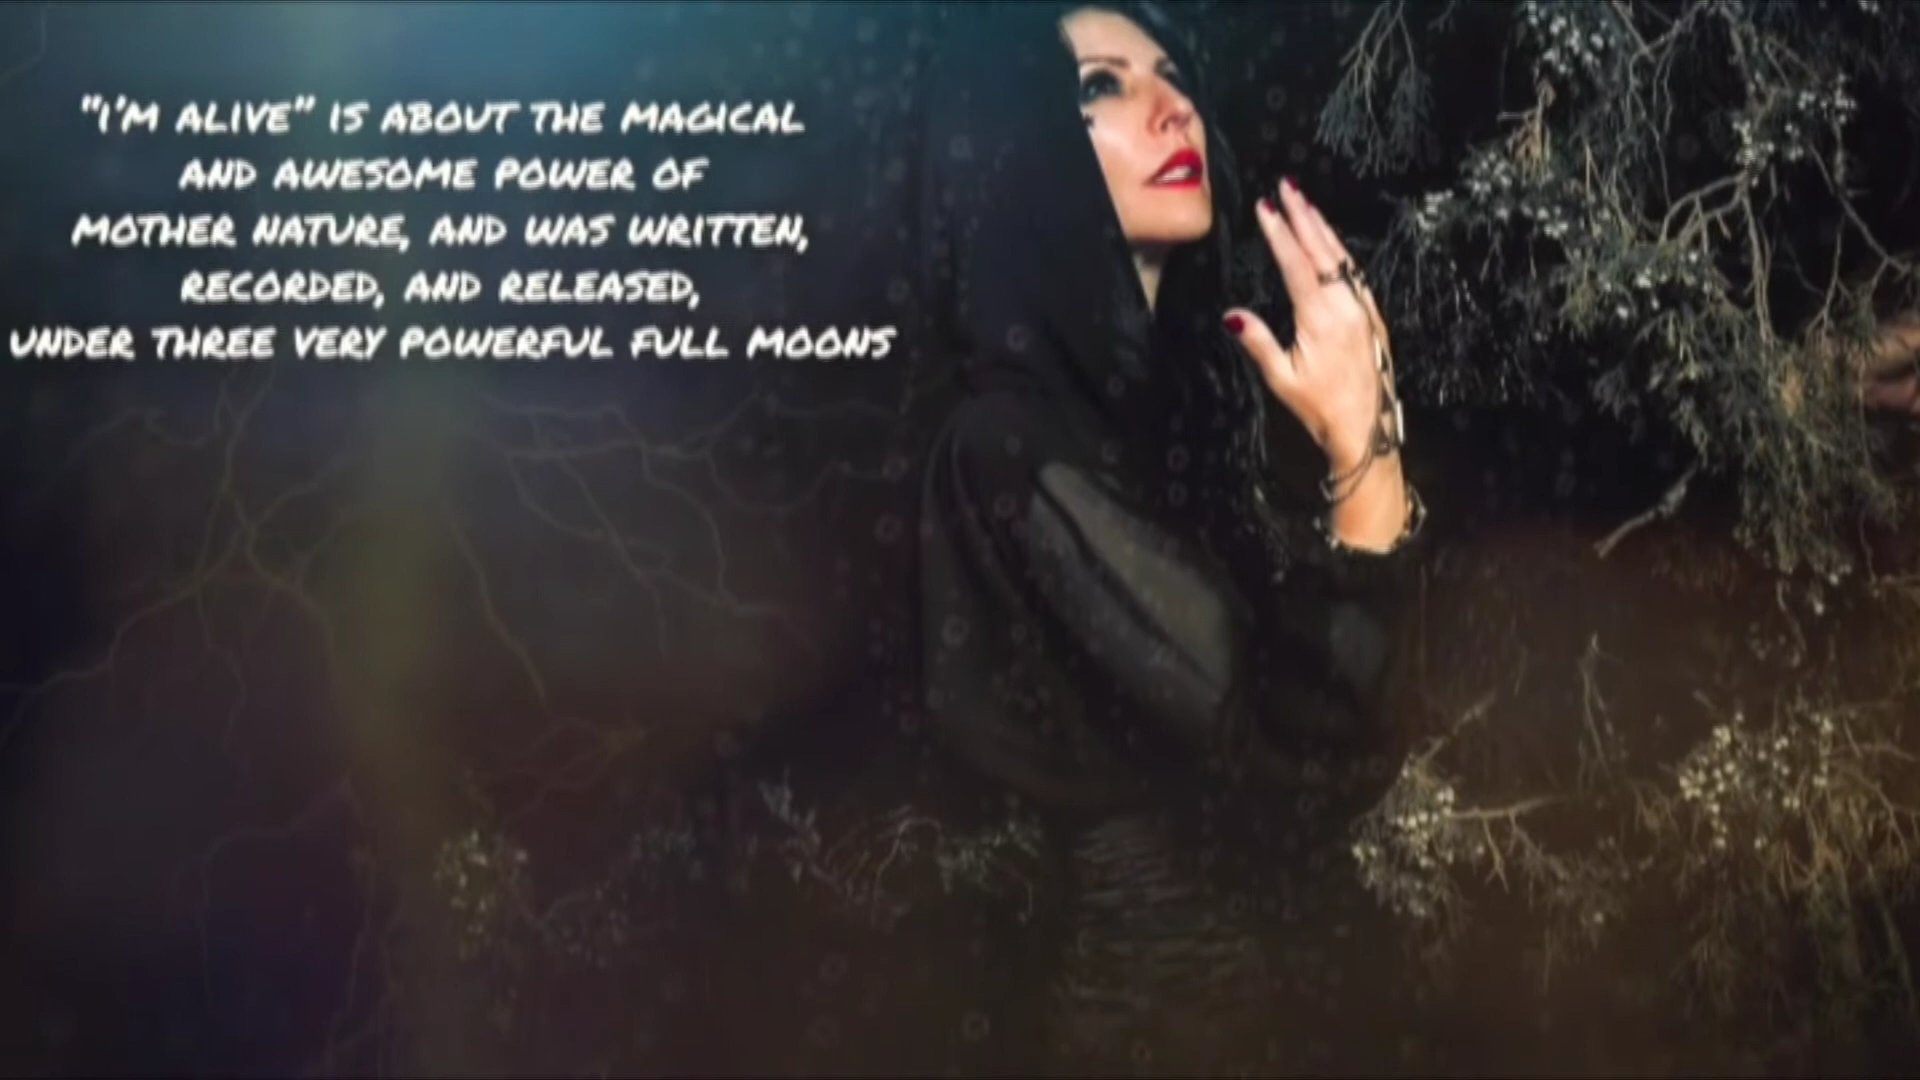 "I'M ALIVE" IS ABOUT THE MAGICAL
AND AWESOME POWER OF
MOTHER NATURE, AND WAS WRITTEN,
RECORDED, AND RELEASED,
UNDER THREE VERY POWERFUL FULL MOONS